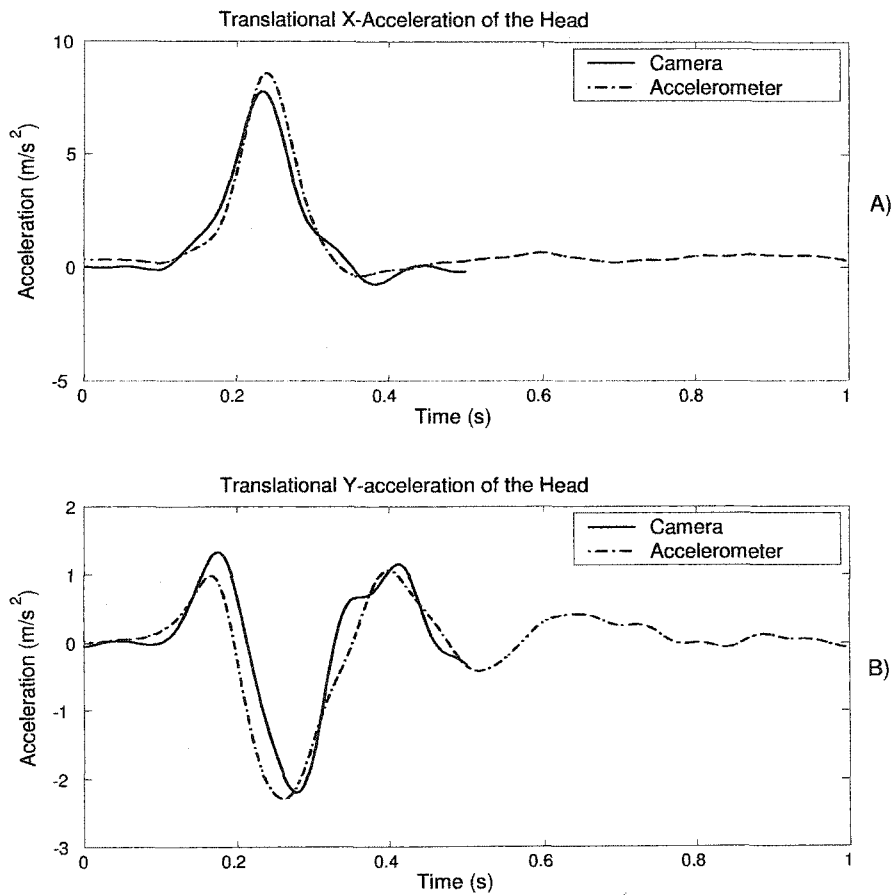 Translational X-Acceleration of the Head
10
5
0
-5
Acceleration (m/s²)
Camera
Accelerometer
A)
0 0.2 0.4 0.6 0.8 1
Time (s)
Translational Y-acceleration of the Head
2
1
0
-1
-2
-3
Acceleration (m/s²)
Camera
Accelerometer
B)
0 0.2 0.4 0.6 0.8 1
Time (s)